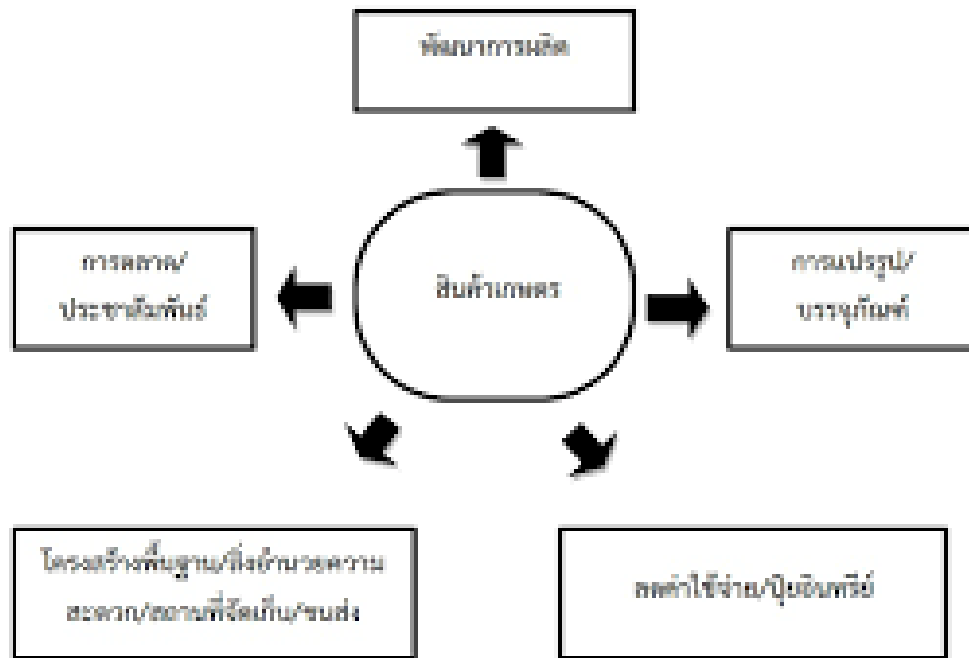 พัฒนาการผลิต
การตลาด/
ประชาสัมพันธ์
สินค้าเกษตร
การแปรรูป/
บรรจุภัณฑ์
โครงสร้างพื้นฐาน/สิ่งอำนวยความ
สะดวก/สถานที่จัดเก็บ/ขนส่ง
ลดค่าใช้จ่าย/ปุ๋ยอินทรีย์